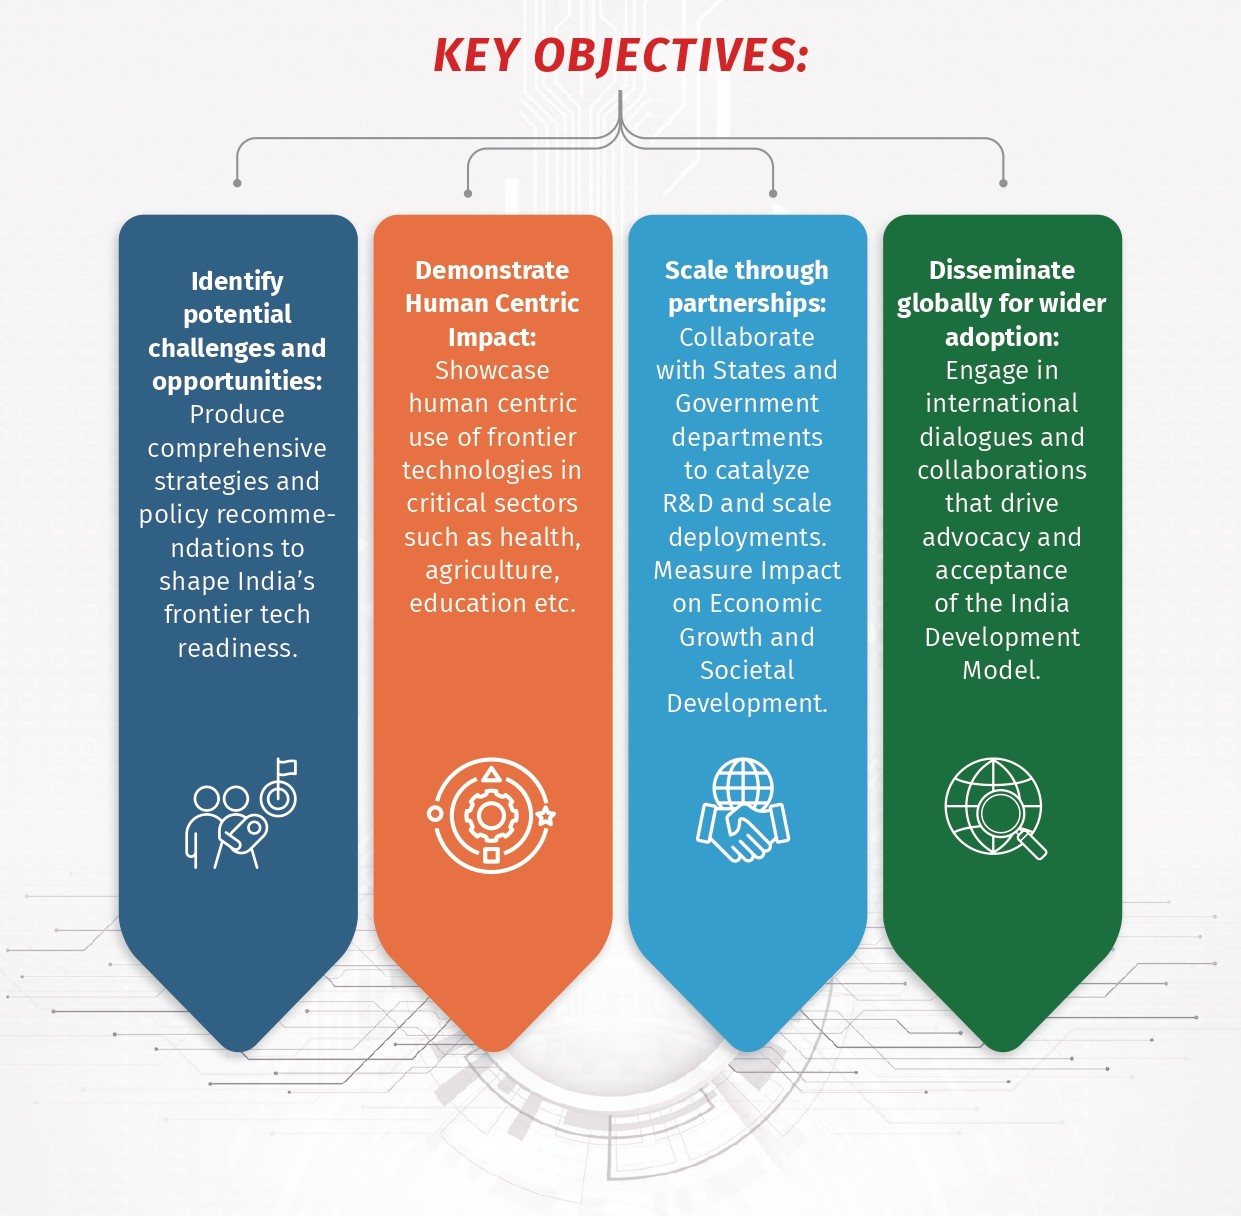 KEY OBJECTIVES:
Identify
potential
challenges and
opportunities:
Produce
comprehensive
strategies and
policy recomme-
ndations to
shape India’s
frontier tech
readiness.
Demonstrate
Human Centric
Impact:
Showcase
human centric
use of frontier
technologies in
critical sectors
such as health,
agriculture,
education etc.
Scale through
partnerships:
Collaborate
with States and
Government
departments
to catalyze
R&D and scale
deployments.
Measure Impact
on Economic
Growth and
Societal
Development.
Disseminate
globally for wider
adoption:
Engage in
international
dialogues and
collaborations
that drive
advocacy and
acceptance
of the India
Development
Model.